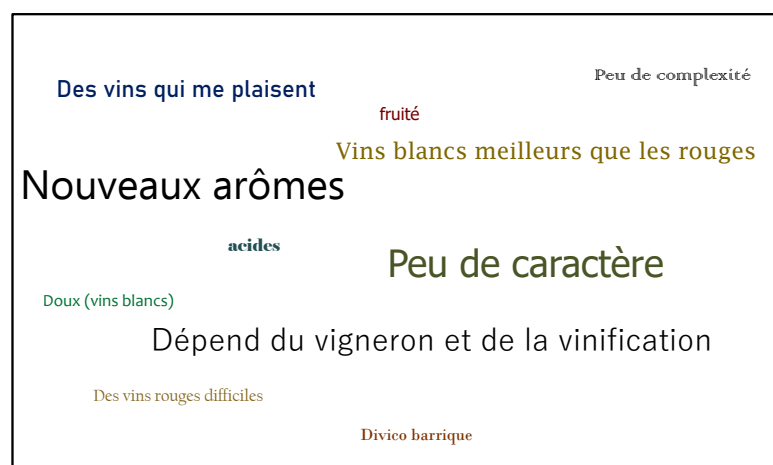 Peu de complexité
Des vins qui me plaisent
fruité
Vins blancs meilleurs que les rouges
Nouveaux arômes
acides
Peu de caractère
Doux (vins blancs)
Dépend du vigneron et de la vinification
Des vins rouges difficiles
Divico barrique